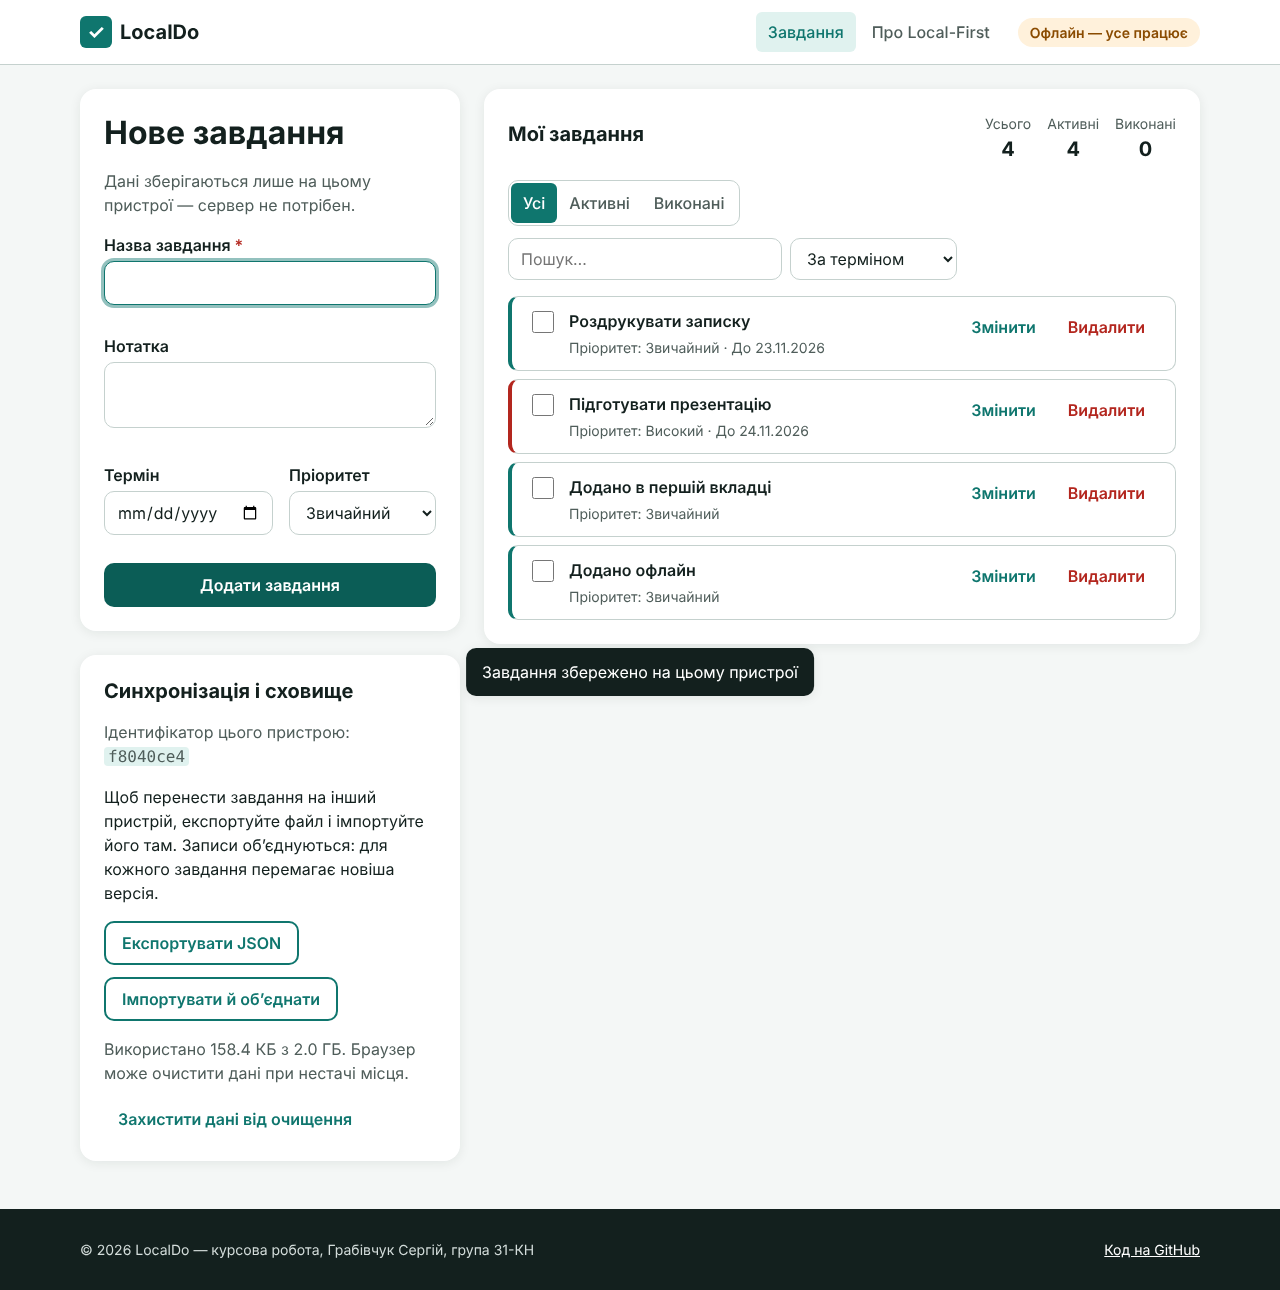 LocalDo
Завдання
Про Local-First
Офлайн — усе працює
Нове завдання
Дані зберігаються лише на цьому
пристрої — сервер не потрібен.
Назва завдання *
Нотатка
Термін
Пріоритет
mm/dd/yyyy
Звичайний
Додати завдання
Синхронізація і сховище
Ідентифікатор цього пристрою:
f8040ce4
Щоб перенести завдання на інший
пристрій, експортуйте файл і імпортуйте
його там. Записи об’єднуються: для
кожного завдання перемагає новіша
версія.
Експортувати JSON
Імпортувати й об’єднати
Використано 158.4 КБ з 2.0 ГБ. Браузер
може очистити дані при нестачі місця.
Захистити дані від очищення
Мої завдання
Усього
4
Активні
4
Виконані
0
Усі
Активні
Виконані
Пошук...
За терміном
Роздрукувати записку
Пріоритет: Звичайний · До 23.11.2026
Змінити
Видалити
Підготувати презентацію
Пріоритет: Високий · До 24.11.2026
Змінити
Видалити
Додано в першій вкладці
Пріоритет: Звичайний
Змінити
Видалити
Додано офлайн
Пріоритет: Звичайний
Змінити
Видалити
Завдання збережено на цьому пристрої
© 2026 LocalDo — курсова робота, Грабівчук Сергій, група 31-КН
Код на GitHub